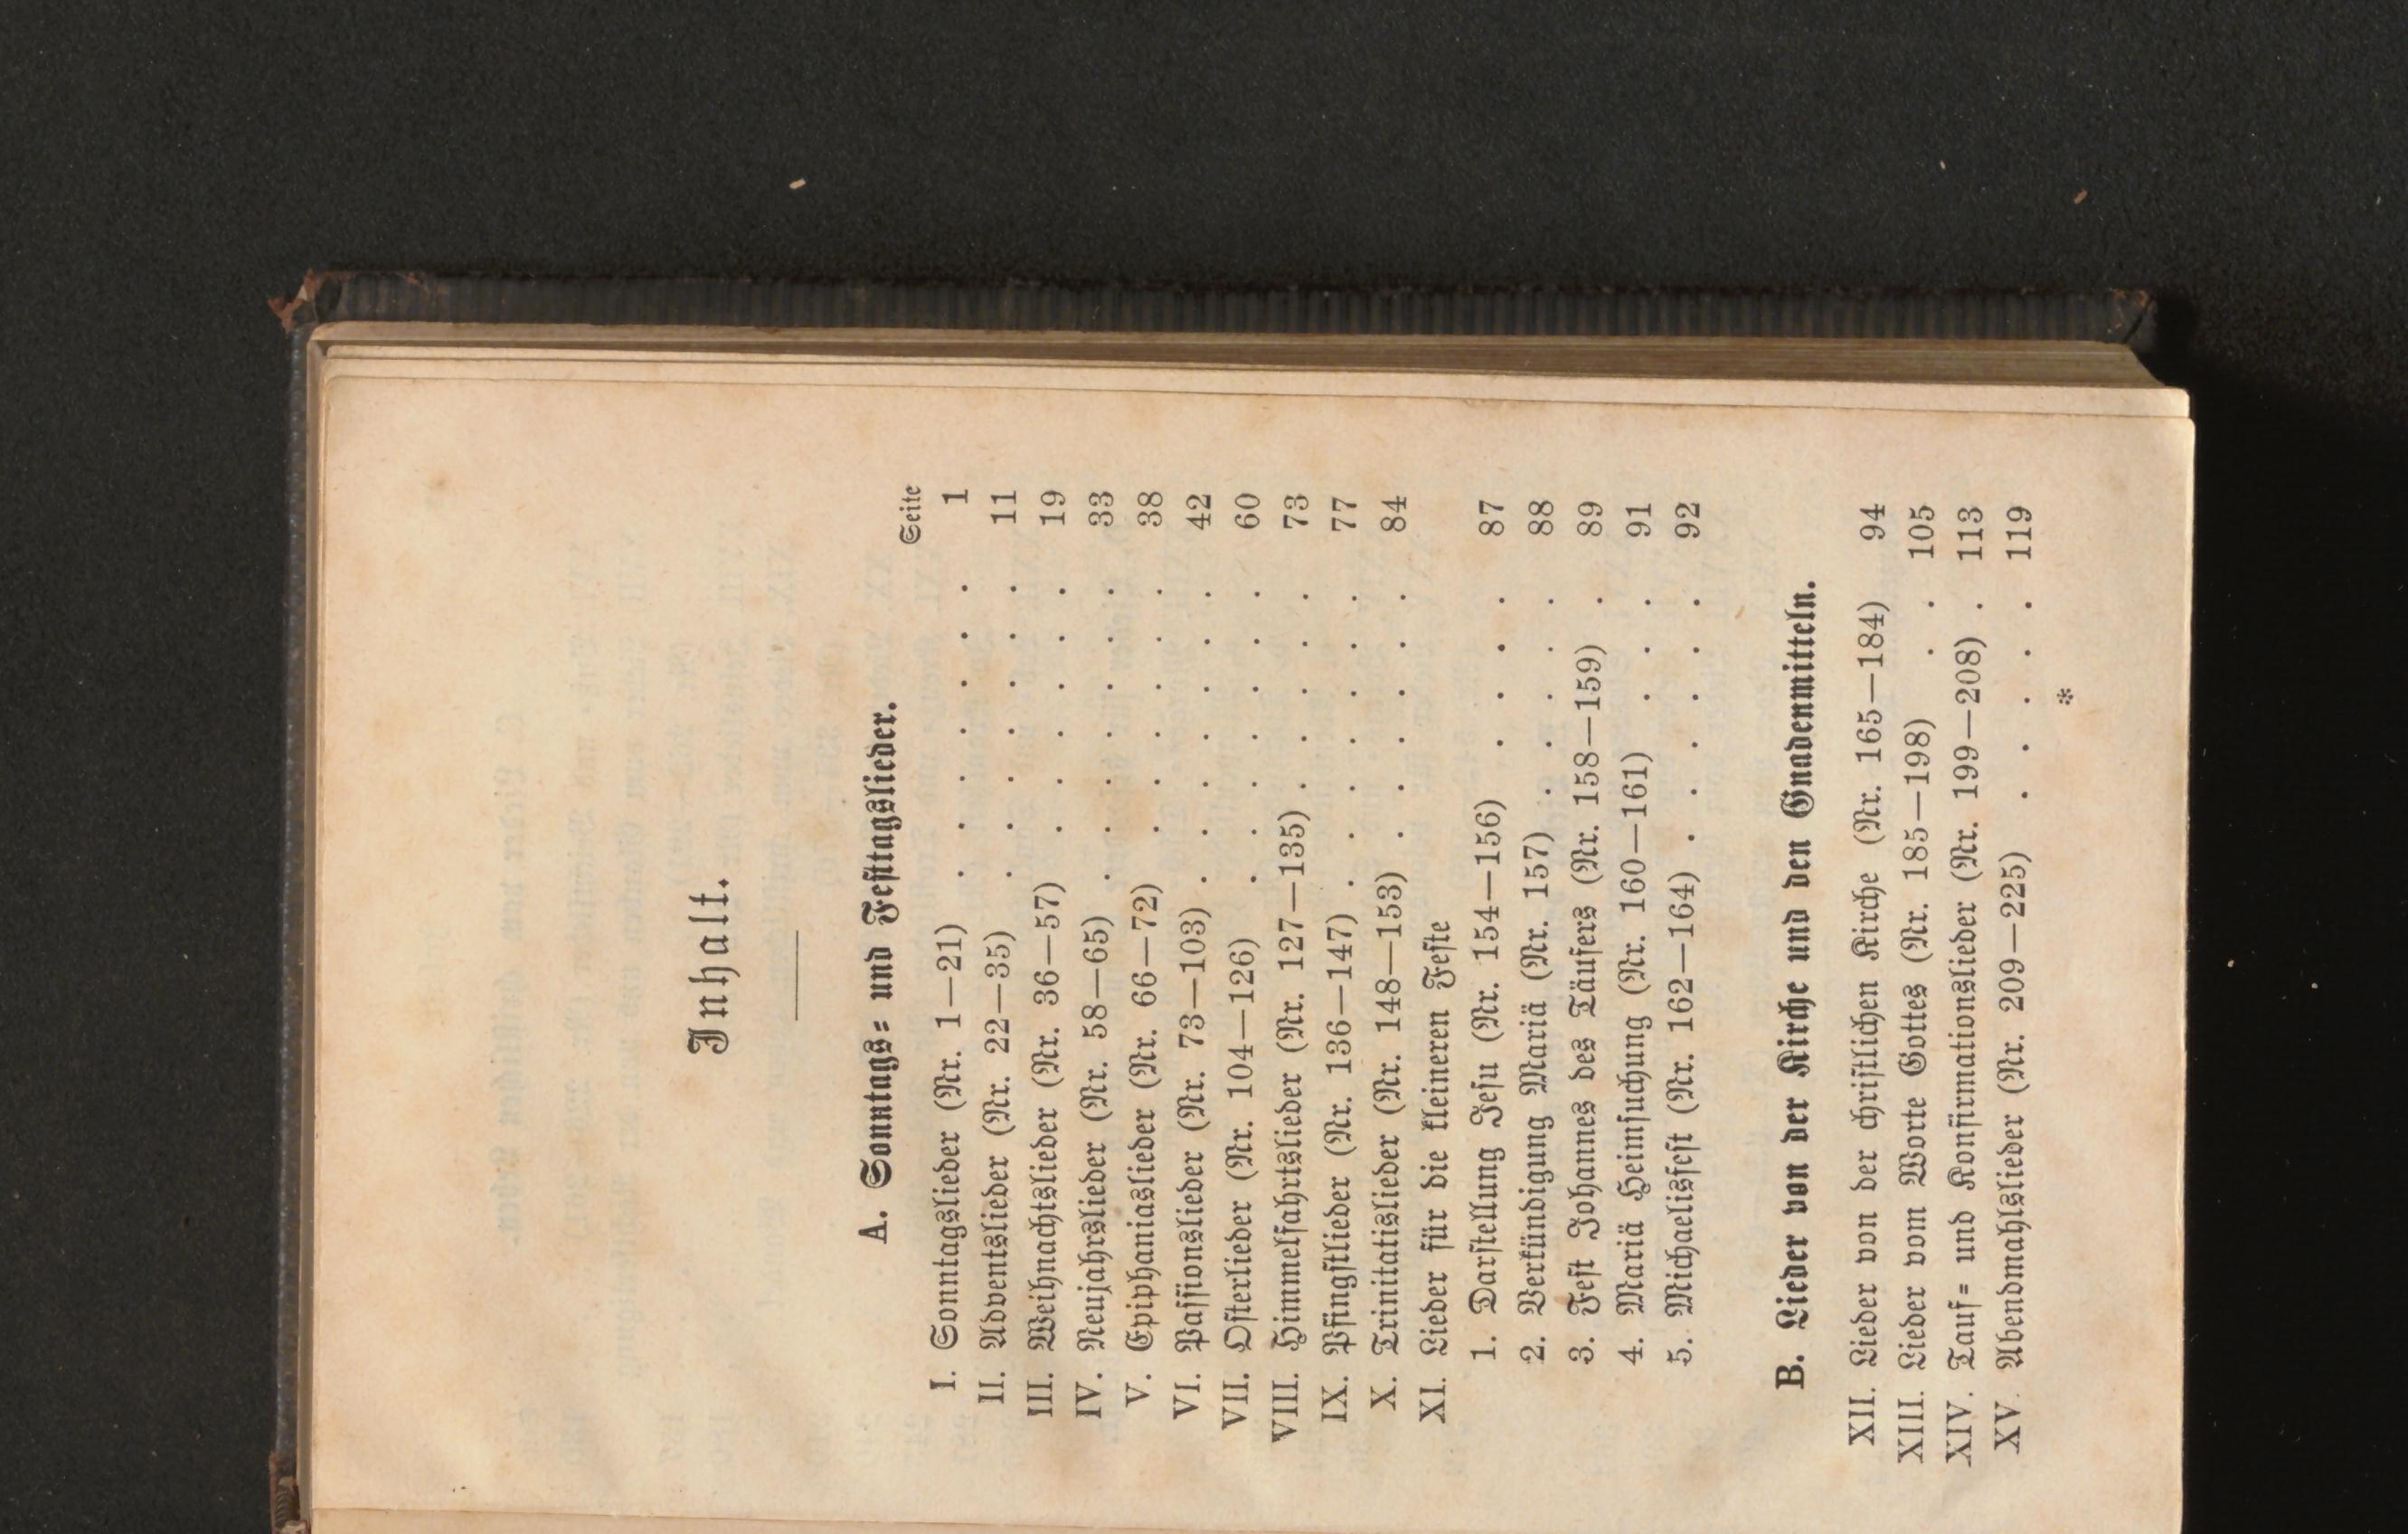 Inhalt.
A. Sonntags= und Festtagslieder.
Seite
I. Sonntagslieder (Nr. 1—21) . . . . . . . 1
II. Adventslieder (Nr. 22—35) . . . . . . . 11
III. Weihnachtslieder (Nr. 36—57) . . . . . . 19
IV. Neujahrslieder (Nr. 58—65) . . . . . . . 33
V. Epiphaniaslieder (Nr. 66—72) . . . . . . 38
VI. Passionslieder (Nr. 73—103) . . . . . . . 42
VII. Osterlieder (Nr. 104—126) . . . . . . . 60
VIII. Himmelfahrtslieder (Nr. 127—135) . . . . . 73
IX. Pfingstlieder (Nr. 136—147) . . . . . . . 77
X. Trinitatislieder (Nr. 148—153) . . . . . . 84
XI. Lieder für die kleineren Feste
1. Darstellung Jesu (Nr. 154—156) . . . . 87
2. Verkündigung Mariä (Nr. 157) . . . . . 88
3. Fest Johannes des Täufers (Nr. 158—159) . 89
4. Mariä Heimsuchung (Nr. 160—161) . . . 91
5. Michaelisfest (Nr. 162—164) . . . . . . 92
B. Lieder von der Kirche und den Gnadenmitteln.
XII. Lieder von der christlichen Kirche (Nr. 165—184) 94
XIII. Lieder vom Worte Gottes (Nr. 185—198) . . 105
XIV. Tauf= und Konfirmationslieder (Nr. 199—208) . 113
XV. Abendmahlslieder (Nr. 209—225) . . . . . 119
*